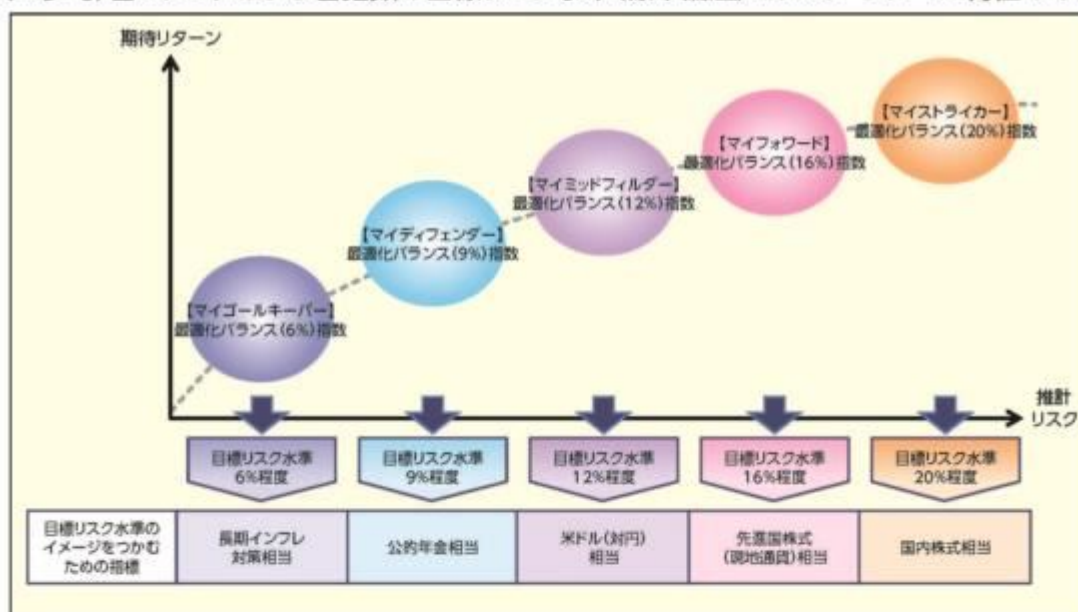 期待リターン
【マイストライカー】
最適化バランス(20%)指数
【マイフォワード】
最適化バランス(16%)指数
【マイミッドフィルダー】
最適化バランス(12%)指数
【マイディフェンダー】
最適化バランス(9%)指数
【マイゴールキーパー】
最適化バランス(6%)指数
推計
リスク
目標リスク水準
6%程度
目標リスク水準
9%程度
目標リスク水準
12%程度
目標リスク水準
16%程度
目標リスク水準
20%程度
目標リスク水準の
イメージをつかむ
ための指標
長期インフレ
対策相当
公的年金相当
米ドル(対円)
相当
先進国株式
(現地通貨)相当
国内株式相当